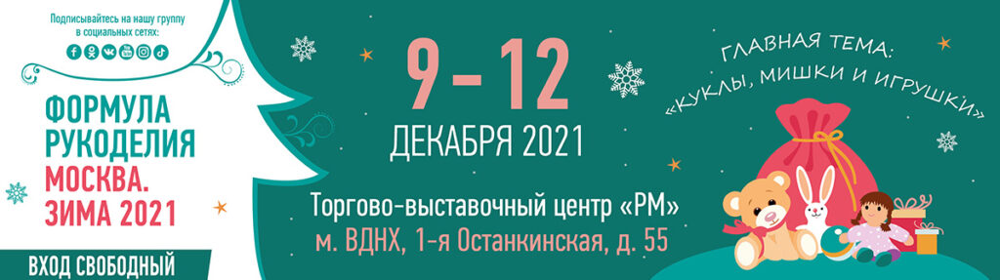 Подписывайтесь на нашу группу
в социальных сетях:
ФОРМУЛА
РУКОДЕЛИЯ
МОСКВА.
ЗИМА 2021
ВХОД СВОБОДНЫЙ
9 – 12
ДЕКАБРЯ 2021
Торгово-выставочный центр «РМ»
м. ВДНХ, 1-я Останкинская, д. 55
ГЛАВНАЯ ТЕМА:
«КУКЛЫ, МИШКИ И ИГРУШКИ»